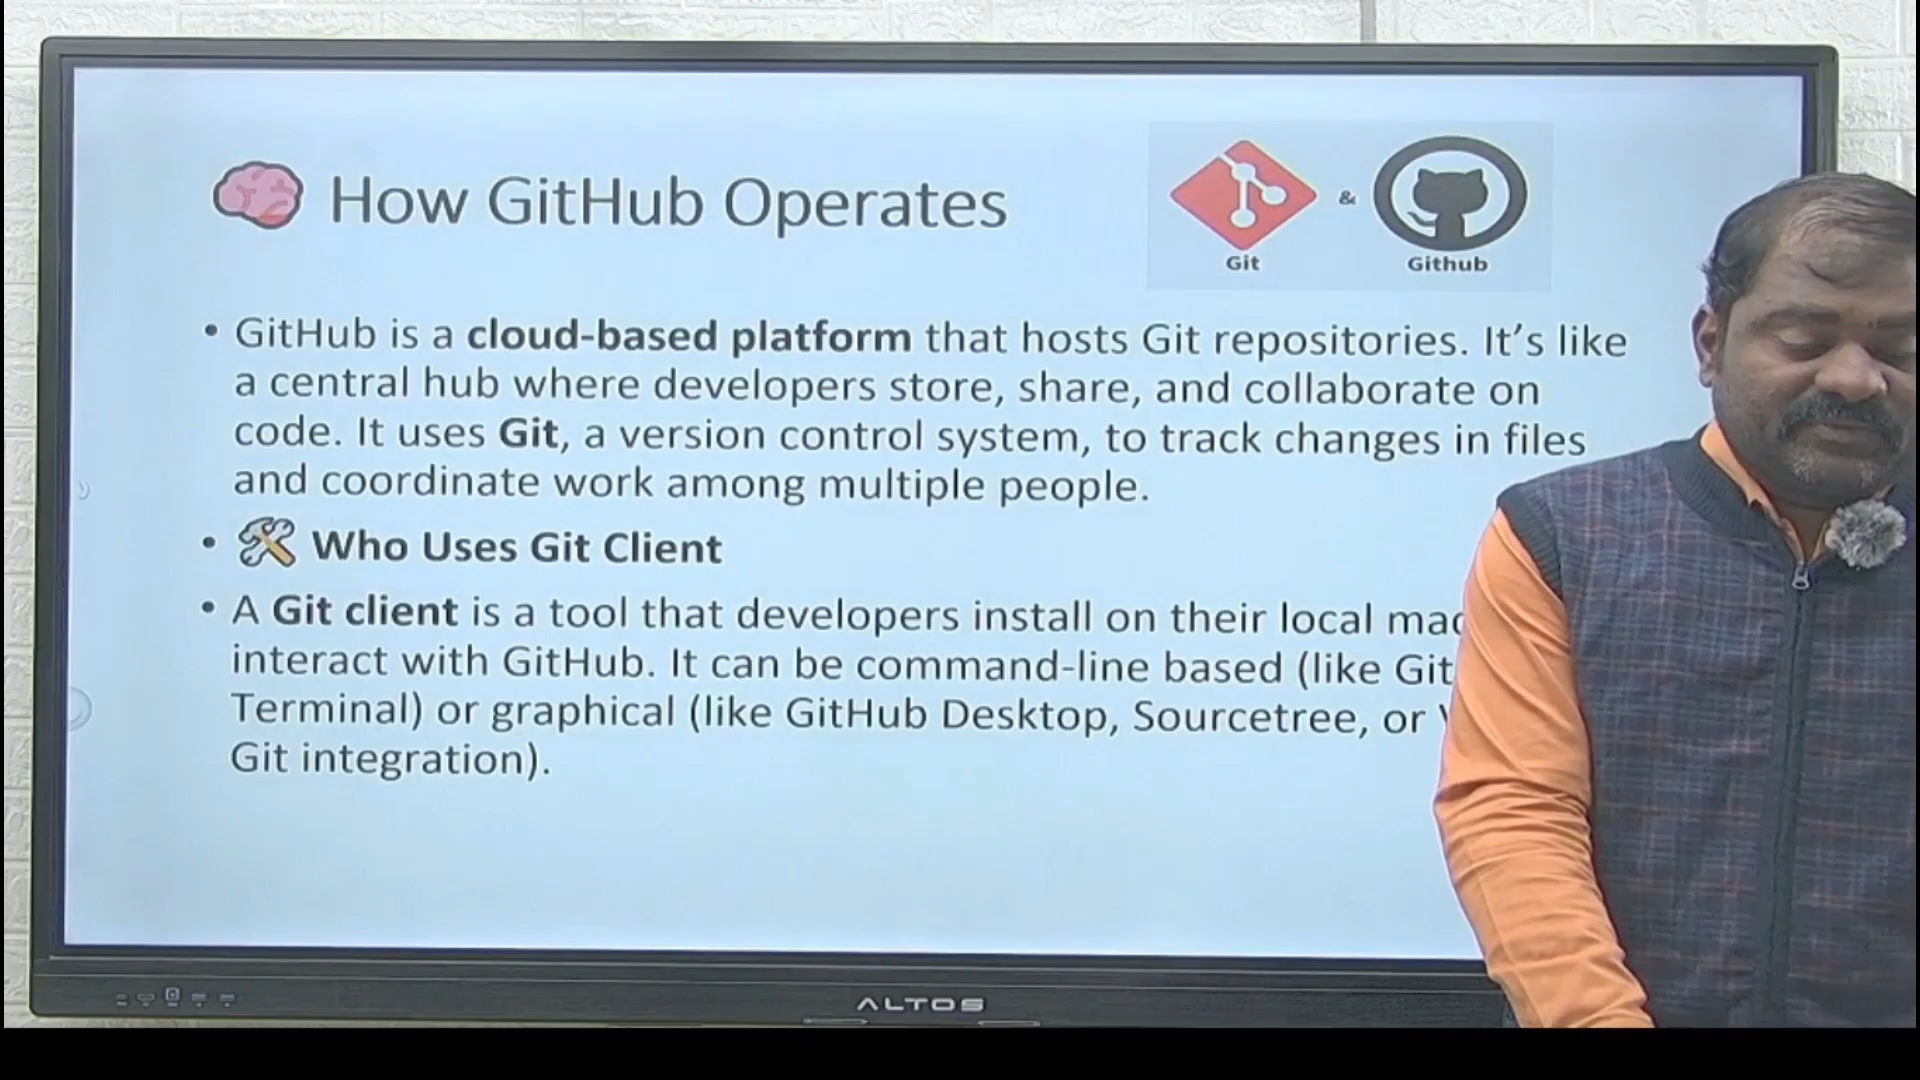 How GitHub Operates
Git
&
Github
• GitHub is a cloud-based platform that hosts Git repositories. It’s like
a central hub where developers store, share, and collaborate on
code. It uses Git, a version control system, to track changes in files
and coordinate work among multiple people.
• Who Uses Git Client
• A Git client is a tool that developers install on their local
interact with GitHub. It can be command-line based (like Git
Terminal) or graphical (like GitHub Desktop, Sourcetree, or
Git integration).
ALTOS